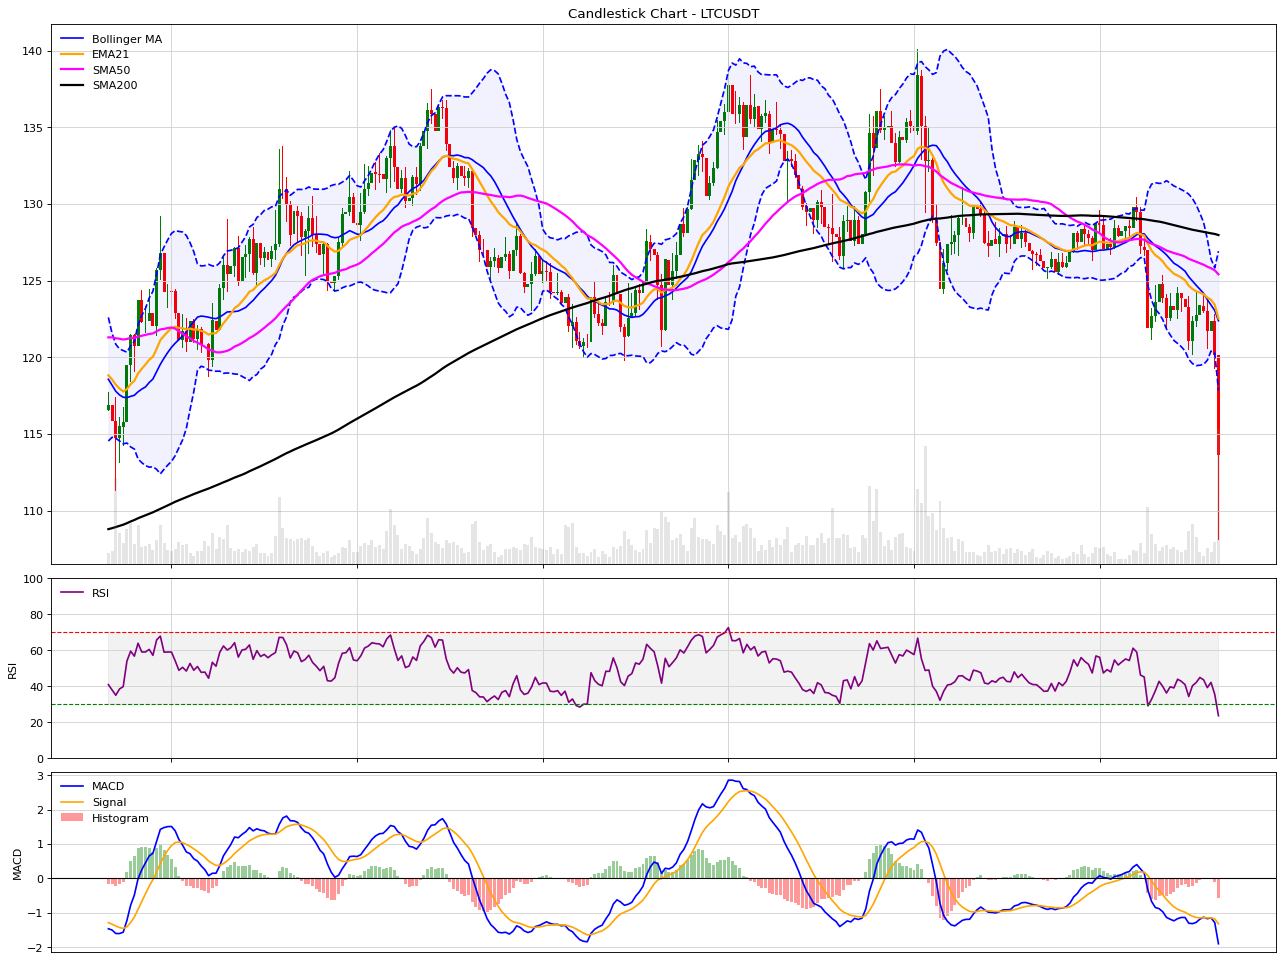 Candlestick Chart - LTCUSDT
Bollinger MA
EMA21
SMA50
SMA200
140
135
130
125
120
115
110
RSI
100
80
60
40
20
0
RSI
MACD
Signal
Histogram
3
2
1
0
−1
−2
MACD